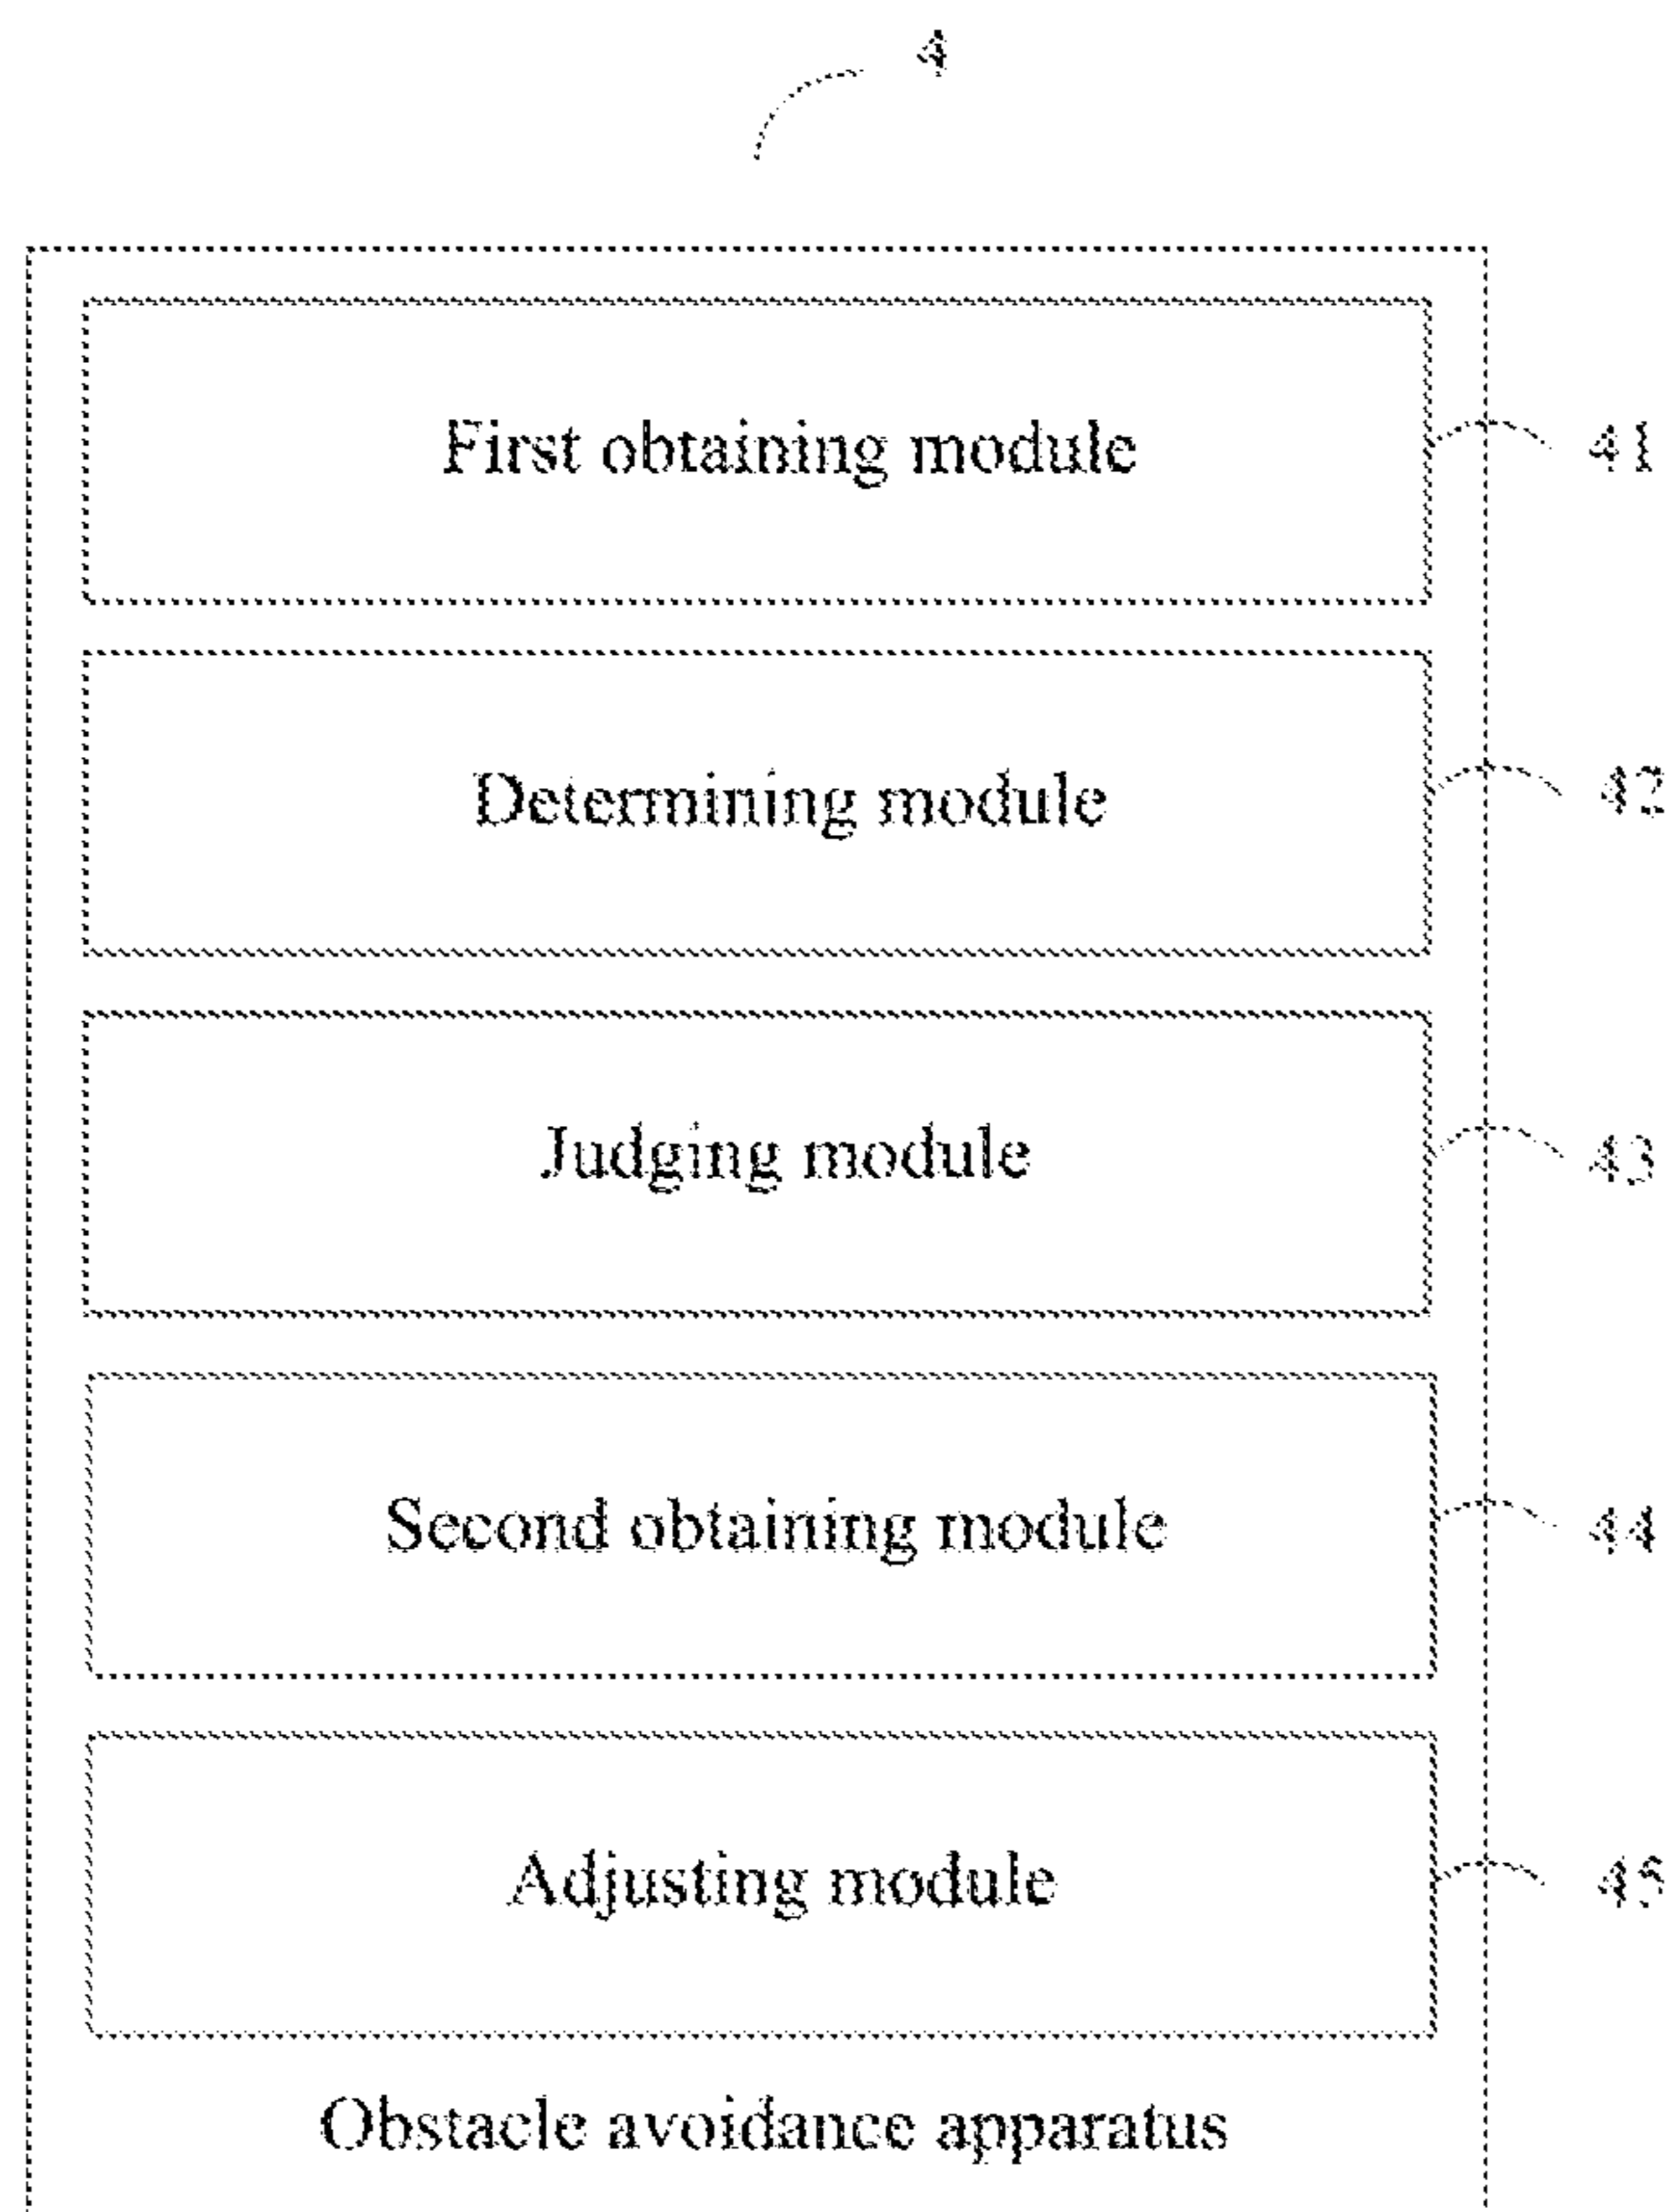 4
First obtaining module 41
Determining module 42
Judging module 43
Second obtaining module 44
Adjusting module 45
Obstacle avoidance apparatus